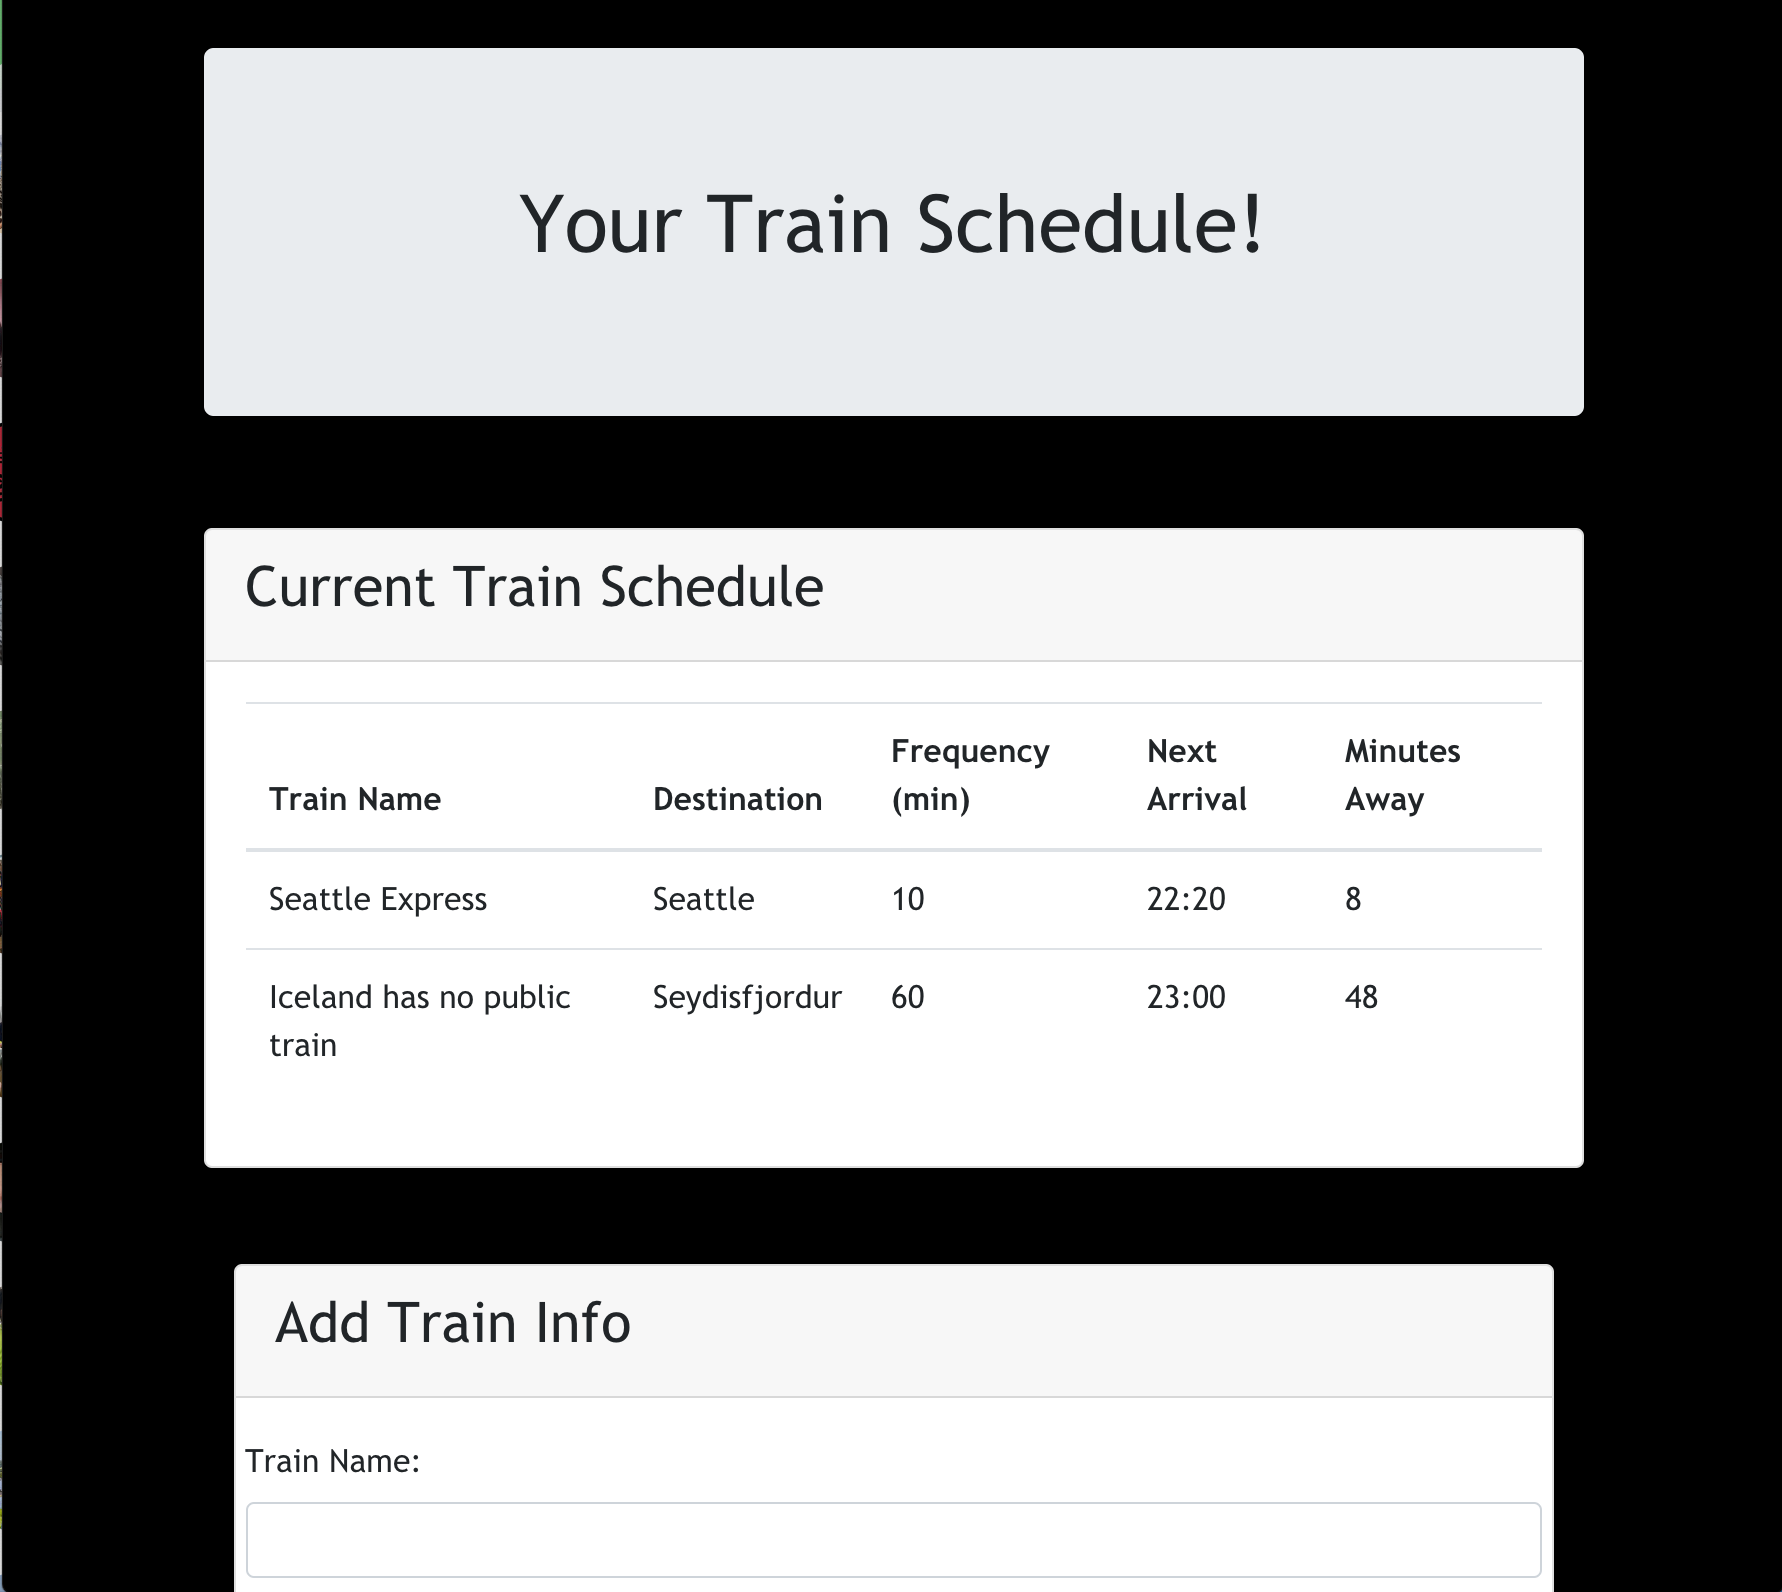 Your Train Schedule!
Current Train Schedule
Train Name Destination Frequency (min) Next Arrival Minutes Away
Seattle Express Seattle 10 22:20 8
Iceland has no public train Seydisfjordur 60 23:00 48
Add Train Info
Train Name: